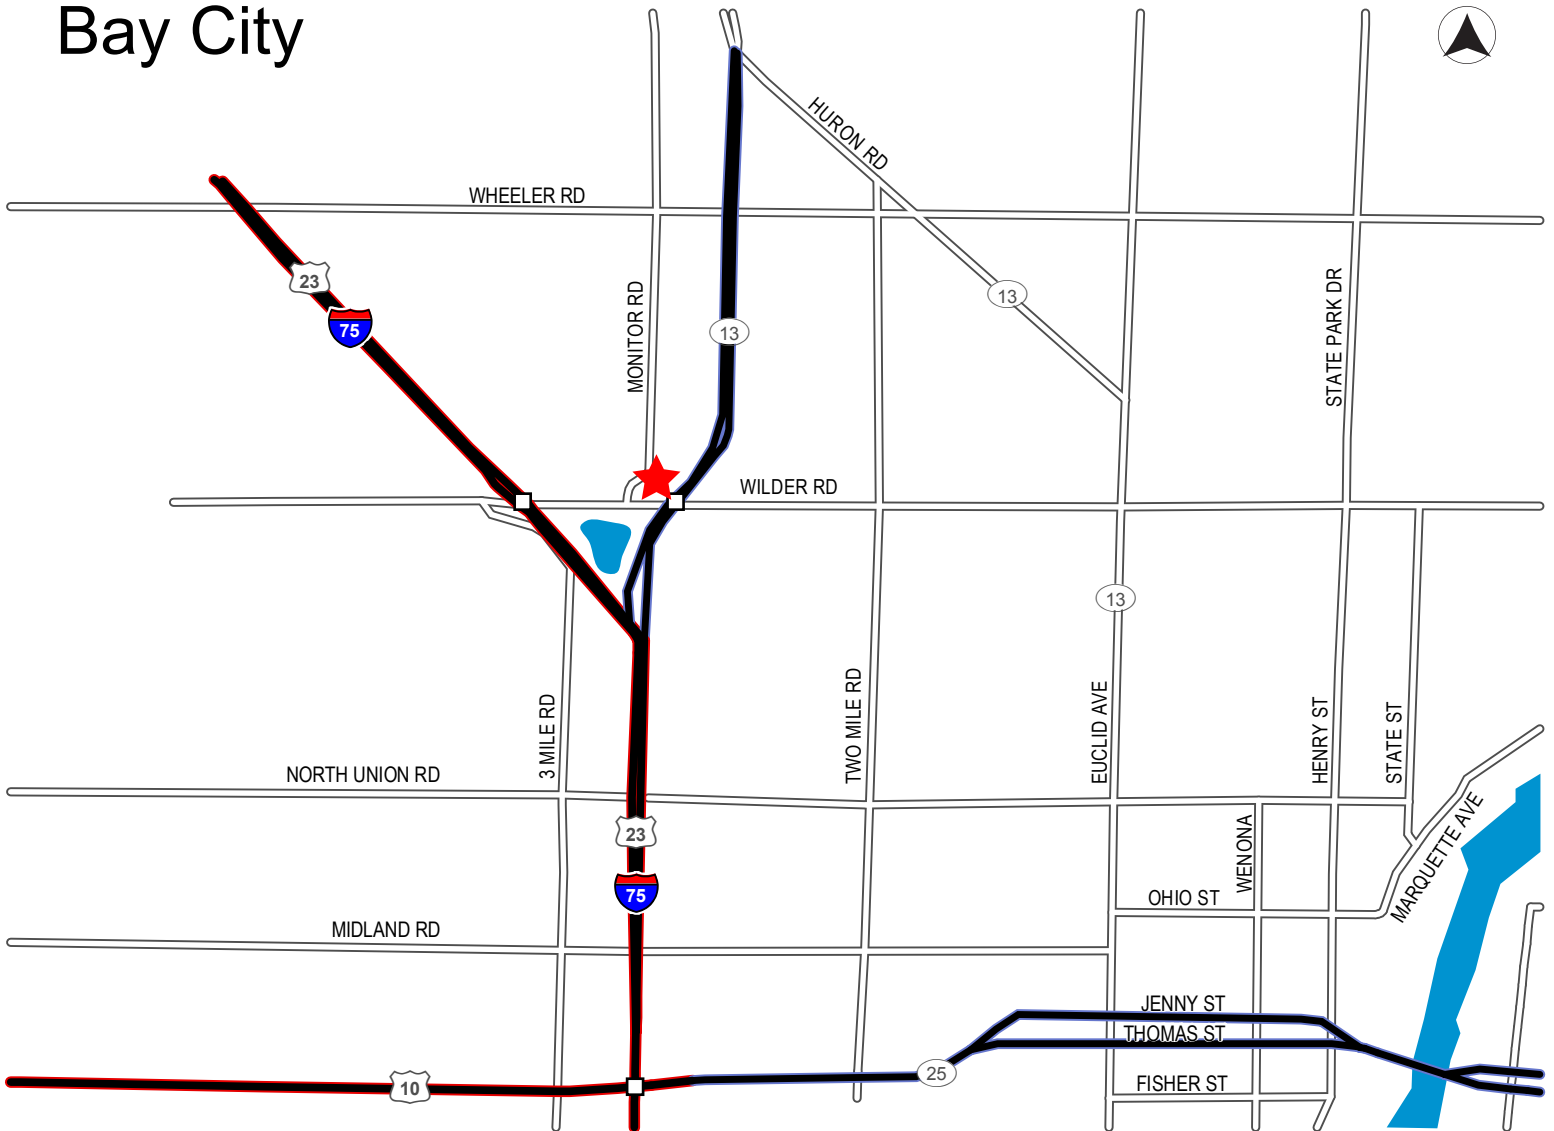 Bay City
HURON RD
WHEELER RD
23
13
75
MONITOR RD
13
STATE PARK DR
WILDER RD
13
3 MILE RD
TWO MILE RD
EUCLID AVE
HENRY ST
STATE ST
NORTH UNION RD
23
MARQUETTE AVE
WENONA
75
OHIO ST
MIDLAND RD
JENNY ST
THOMAS ST
25
FISHER ST
10